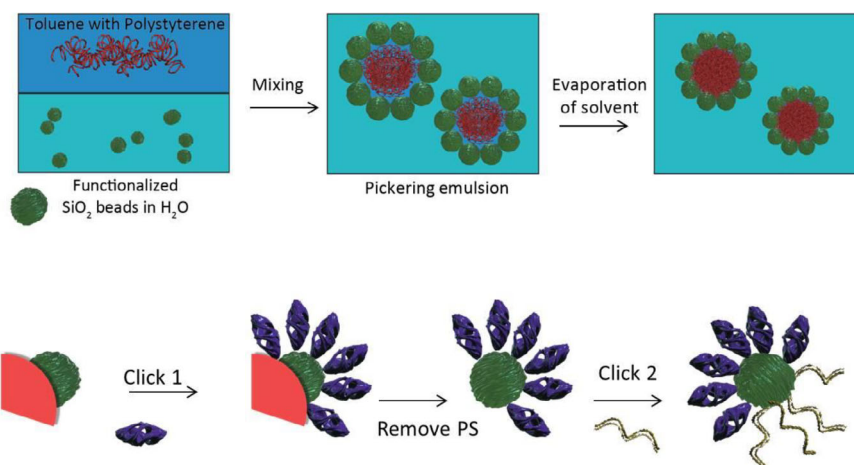 Toluene with Polystyterene
Mixing
Evaporation
of solvent
Functionalized
SiO₂ beads in H₂O
Pickering emulsion
Click 1
Remove PS
Click 2